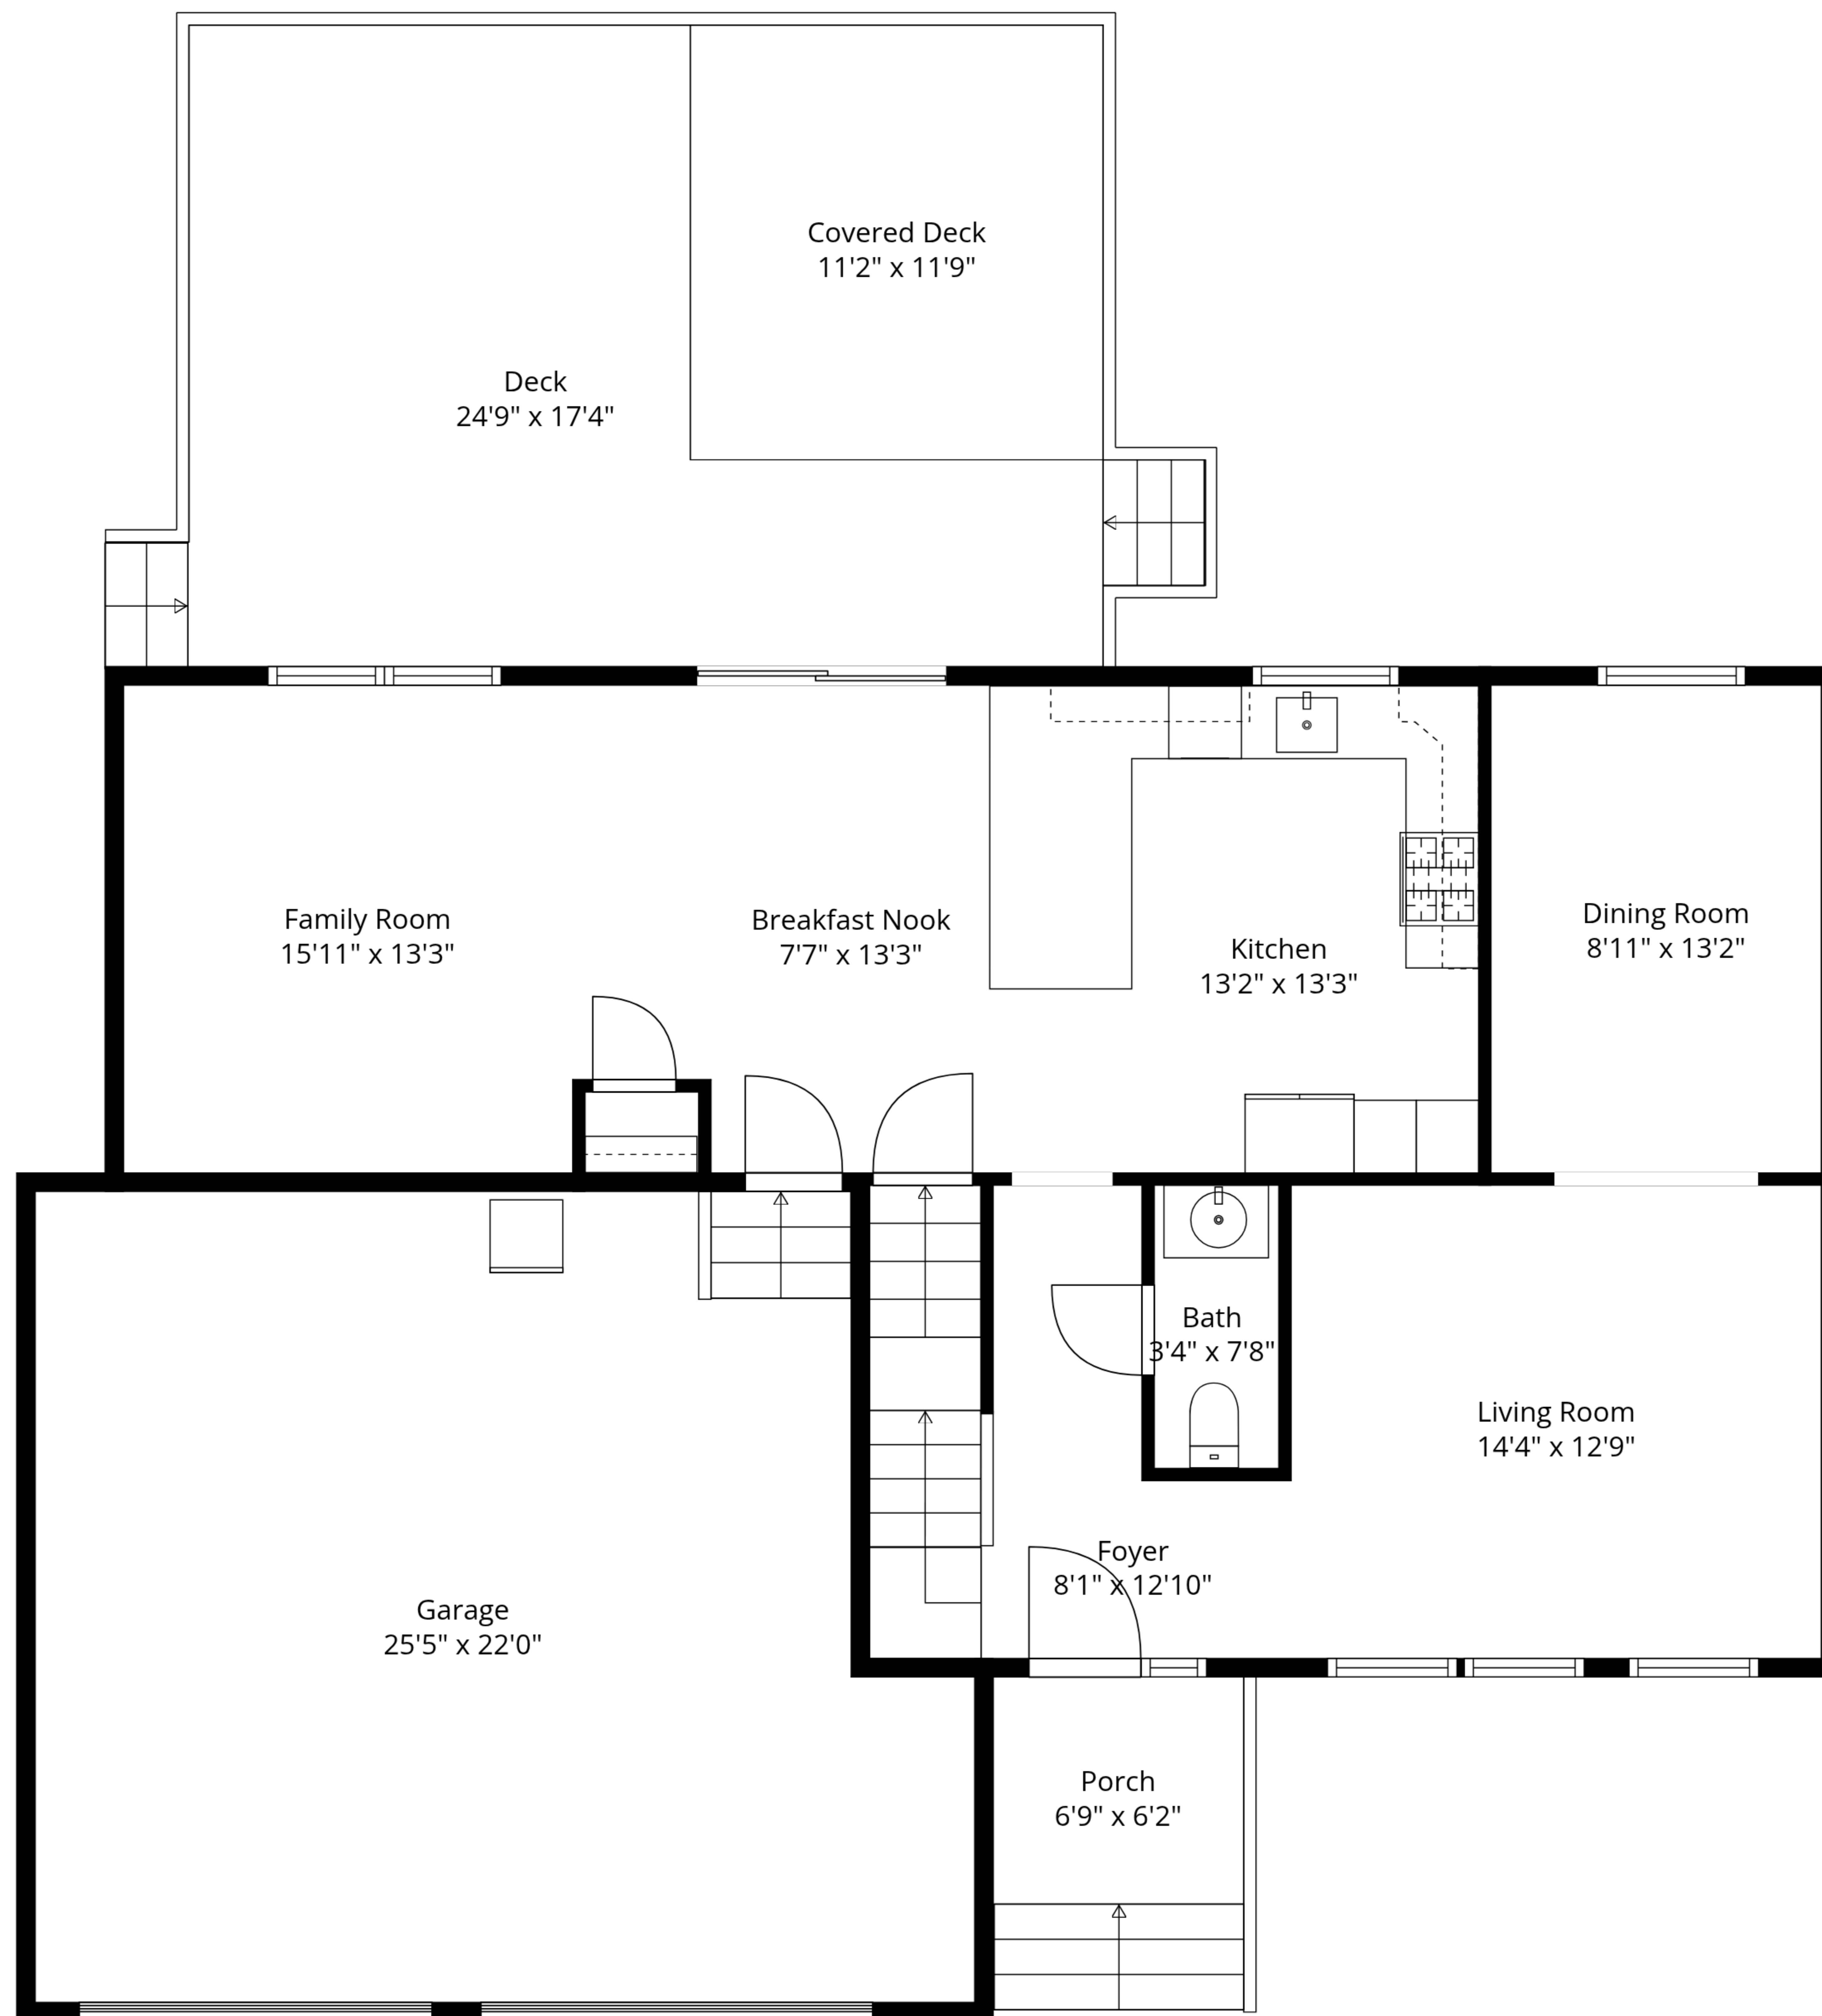 Covered Deck
11'2" x 11'9"
Deck
24'9" x 17'4"
Family Room
15'11" x 13'3"
Breakfast Nook
7'7" x 13'3"
Kitchen
13'2" x 13'3"
Dining Room
8'11" x 13'2"
Bath
3'4" x 7'8"
Living Room
14'4" x 12'9"
Foyer
8'1" x 12'10"
Garage
25'5" x 22'0"
Porch
6'9" x 6'2"